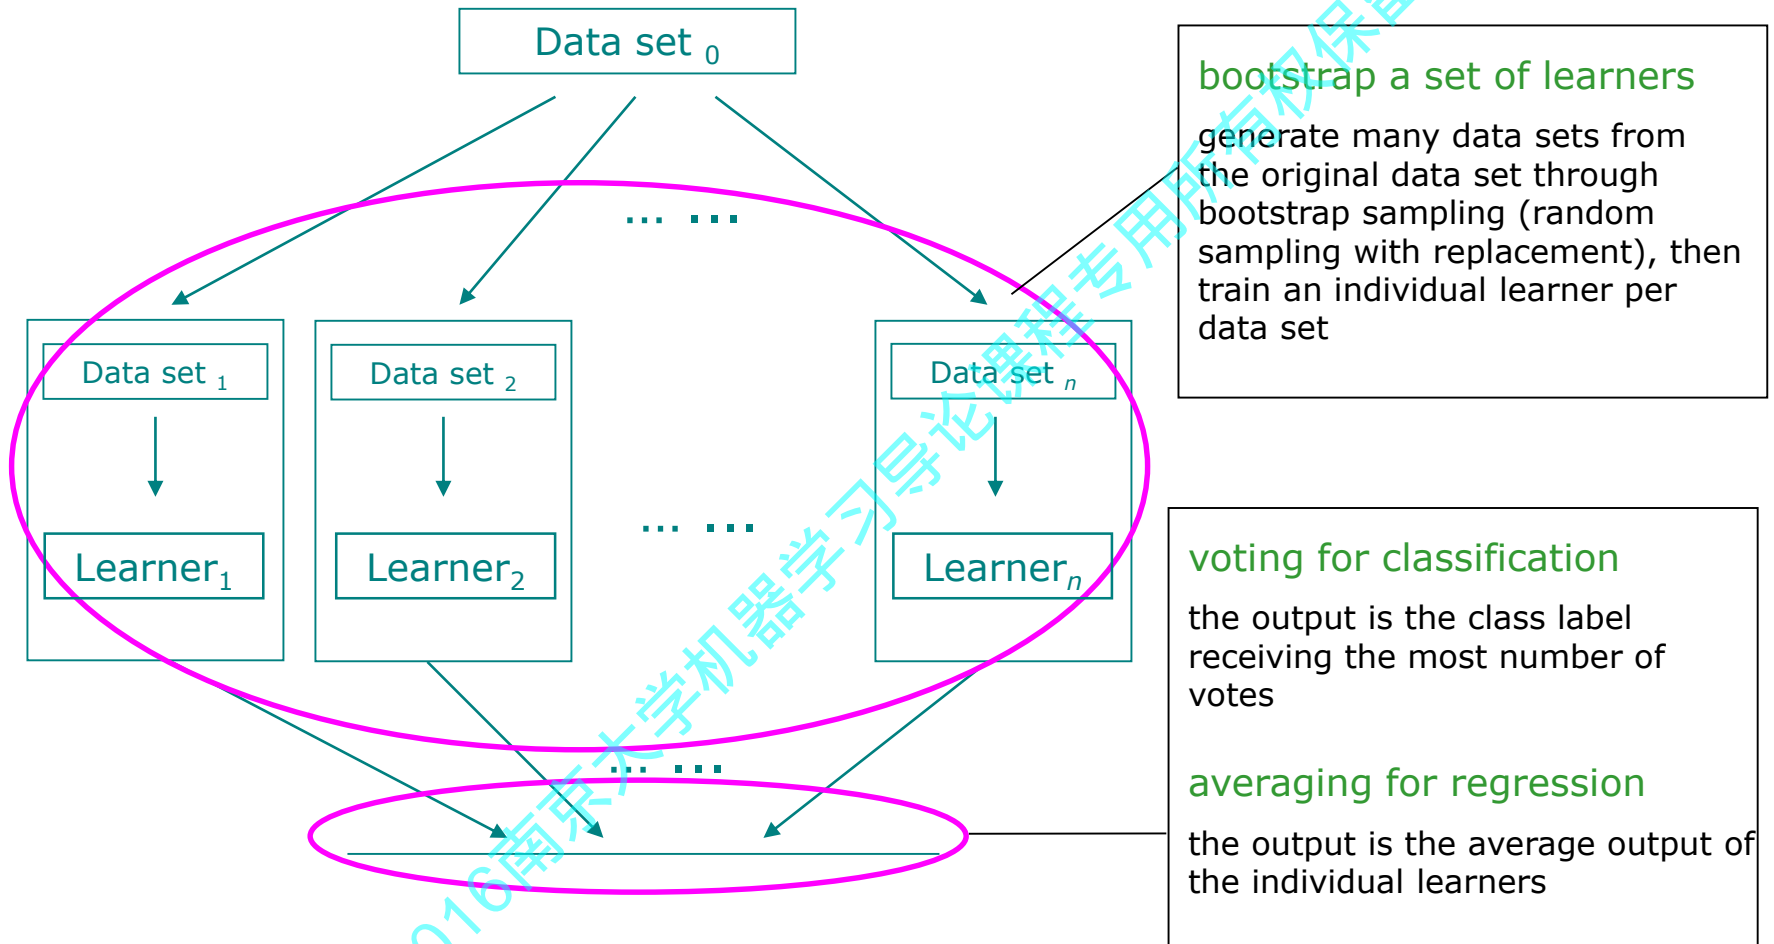 Data set 0
bootstrap a set of learners
generate many data sets from
the original data set through
bootstrap sampling (random
sampling with replacement), then
train an individual learner per
data set
... ...
Data set 1
Data set 2
Data set n
Learner1
Learner2
... ...
Learnern
voting for classification
the output is the class label
receiving the most number of
votes
... ...
averaging for regression
the output is the average output of
the individual learners
016南京大学机器学习导论课程专用所有权保留